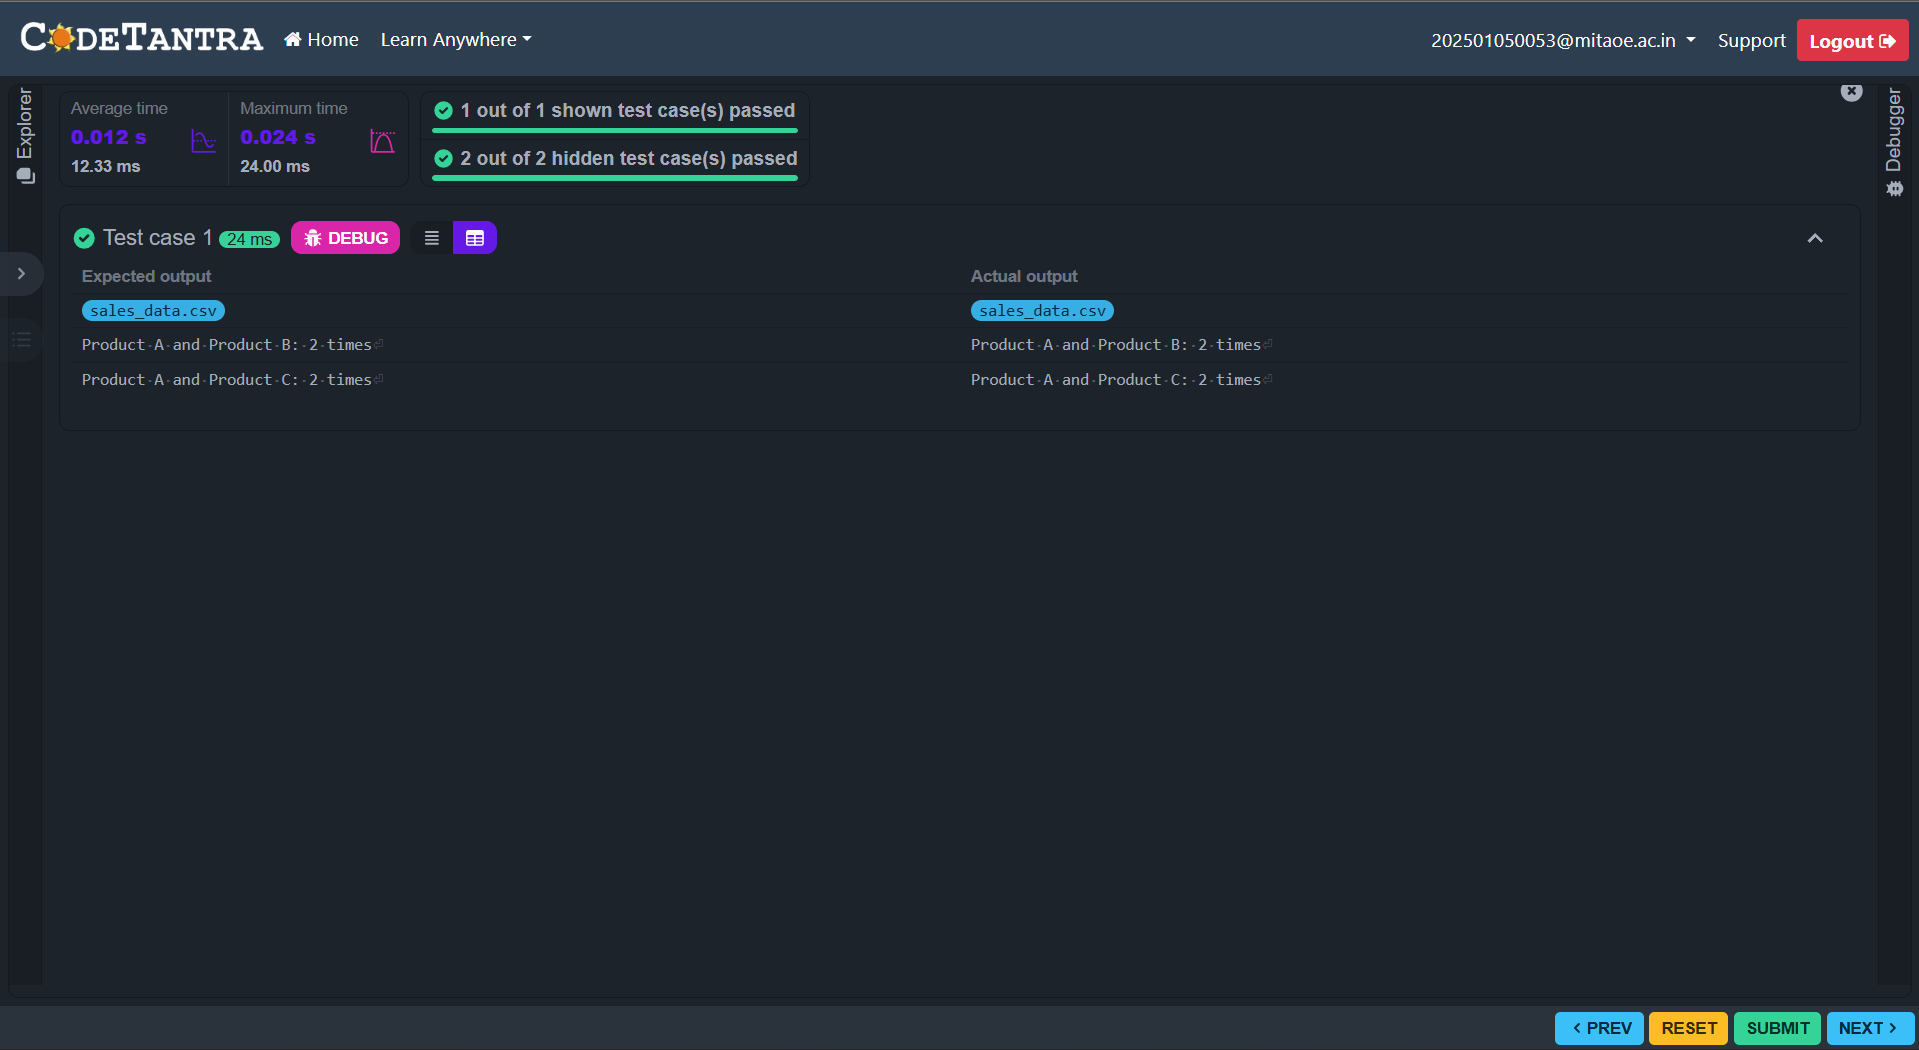 CODETANTRA Home Learn Anywhere 202501050053@mitaoe.ac.in Support Logout
Explorer
Average time Maximum time
0.012 s 0.024 s
12.33 ms 24.00 ms
1 out of 1 shown test case(s) passed
2 out of 2 hidden test case(s) passed
Debugger
Test case 1 24 ms DEBUG
Expected output Actual output
sales_data.csv sales_data.csv
Product·A·and·Product·B:·2·times⏎ Product·A·and·Product·B:·2·times⏎
Product·A·and·Product·C:·2·times⏎ Product·A·and·Product·C:·2·times⏎
PREV RESET SUBMIT NEXT